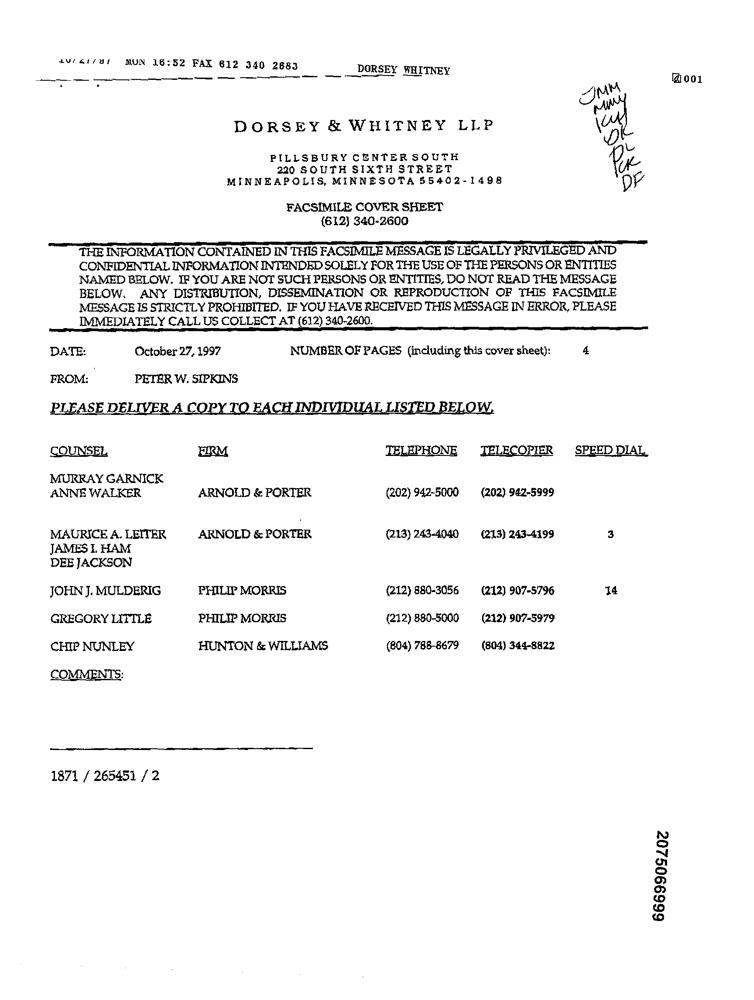 10/27/97 MON 16:52 FAX 612 340 2683 DORSEY WHITNEY 001
JMM
DORSEY & WHITNEY LLP
PILLSBURY CENTER SOUTH
220 SOUTH SIXTH STREET
MINNEAPOLIS, MINNESOTA 55402-1498
FACSIMILE COVER SHEET
(612) 340-2600
THE INFORMATION CONTAINED IN THIS FACSIMILE MESSAGE IS LEGALLY PRIVILEGED AND
CONFIDENTIAL INFORMATION INTENDED SOLELY FOR THE USE OF THE PERSONS OR ENTITIES
NAMED BELOW. IF YOU ARE NOT SUCH PERSONS OR ENTITIES, DO NOT READ THE MESSAGE
BELOW. ANY DISTRIBUTION, DISSEMINATION OR REPRODUCTION OF THIS FACSIMILE
MESSAGE IS STRICTLY PROHIBITED. IF YOU HAVE RECEIVED THIS MESSAGE IN ERROR, PLEASE
IMMEDIATELY CALL US COLLECT AT (612) 340-2600.
DATE: October 27, 1997 NUMBER OF PAGES (including this cover sheet): 4
FROM: PETER W. SIPKINS
PLEASE DELIVER A COPY TO EACH INDIVIDUAL LISTED BELOW.
COUNSEL FIRM TELEPHONE TELECOPIER SPEED DIAL
MURRAY GARNICK
ANNE WALKER ARNOLD & PORTER (202) 942-5000 (202) 942-5999
MAURICE A. LEITER ARNOLD & PORTER (213) 243-4040 (213) 243-4199 3
JAMES I. HAM
DEE JACKSON
JOHN J. MULDERIG PHILIP MORRIS (212) 880-3056 (212) 907-5796 14
GREGORY LITTLE PHILIP MORRIS (212) 880-5000 (212) 907-5979
CHIP NUNLEY HUNTON & WILLIAMS (804) 788-8679 (804) 344-8822
COMMENTS:
1871 / 265451 / 2
2075066999